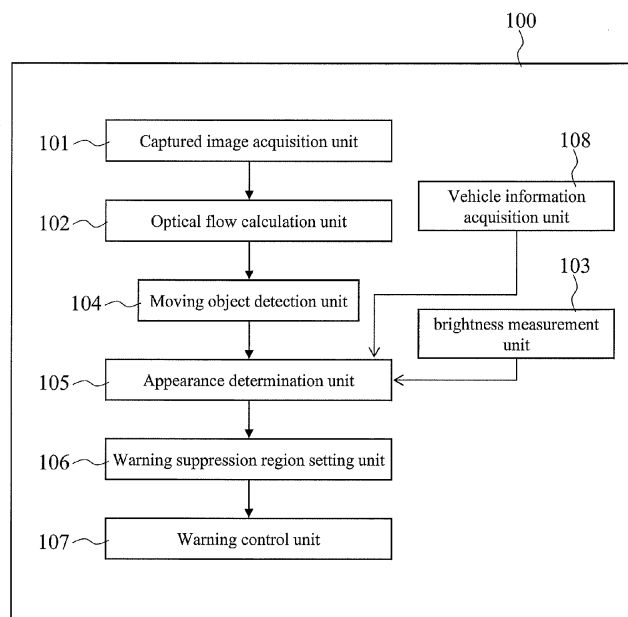 100
101
Captured image acquisition unit
108
Vehicle information
acquisition unit
102
Optical flow calculation unit
104
Moving object detection unit
103
brightness measurement
unit
105
Appearance determination unit
106
Warning suppression region setting unit
107
Warning control unit